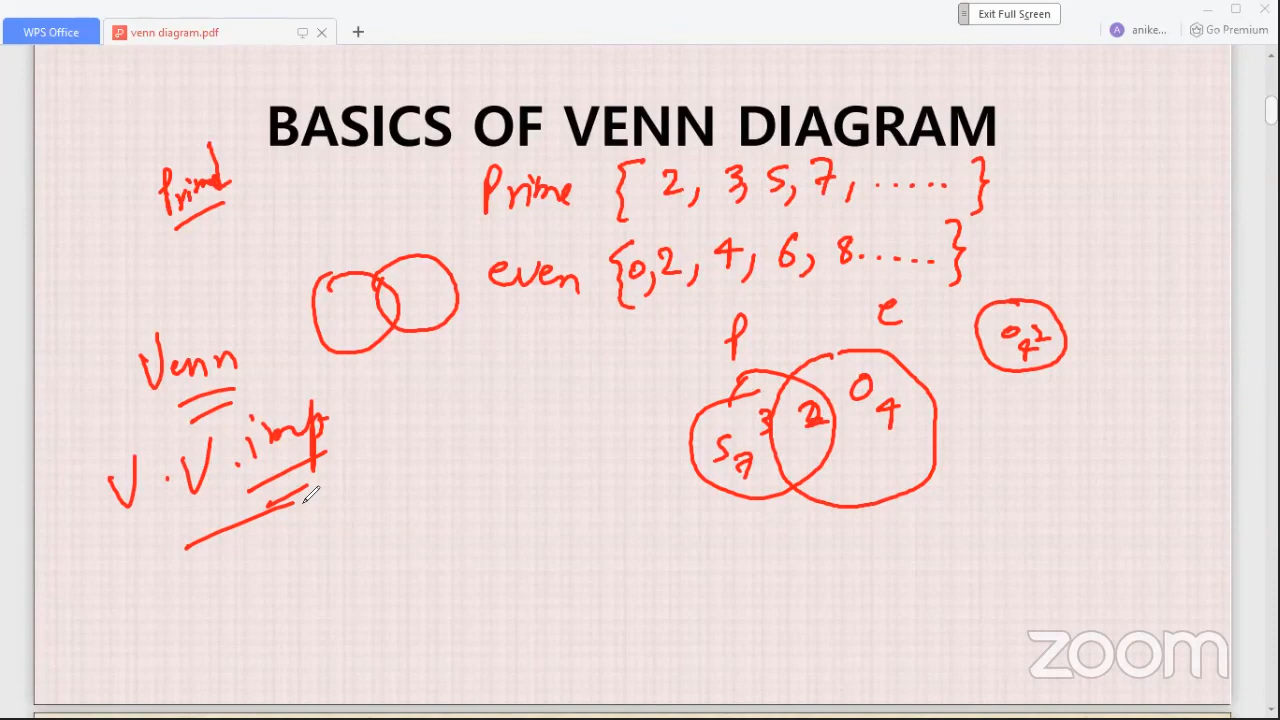 Exit Full Screen
WPS Office
venn diagram.pdf
anike...
Go Premium
BASICS OF VENN DIAGRAM
Prime
Prime { 2, 3, 5, 7, ...... }
even { 0, 2, 4, 6, 8 ...... }
P
e
0 4 2
Venn
3 2 0 4
5 7
V.V.imp
zoom